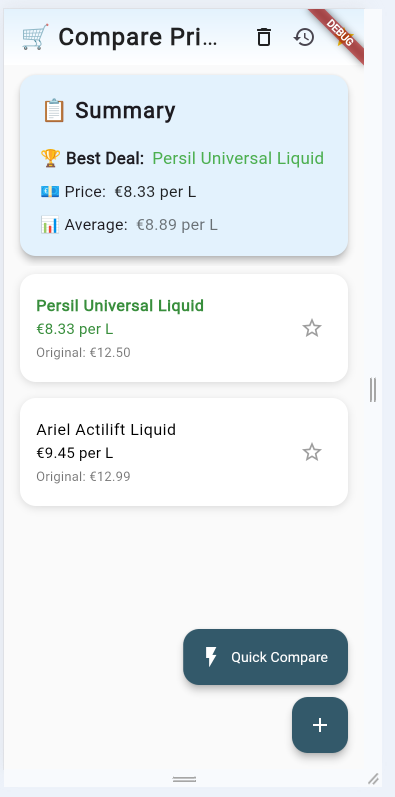 🛒 Compare Pri...
DEBUG
📋 Summary
🏆 Best Deal: Persil Universal Liquid
💶 Price: €8.33 per L
📊 Average: €8.89 per L
Persil Universal Liquid
€8.33 per L
Original: €12.50
Ariel Actilift Liquid
€9.45 per L
Original: €12.99
Quick Compare
+